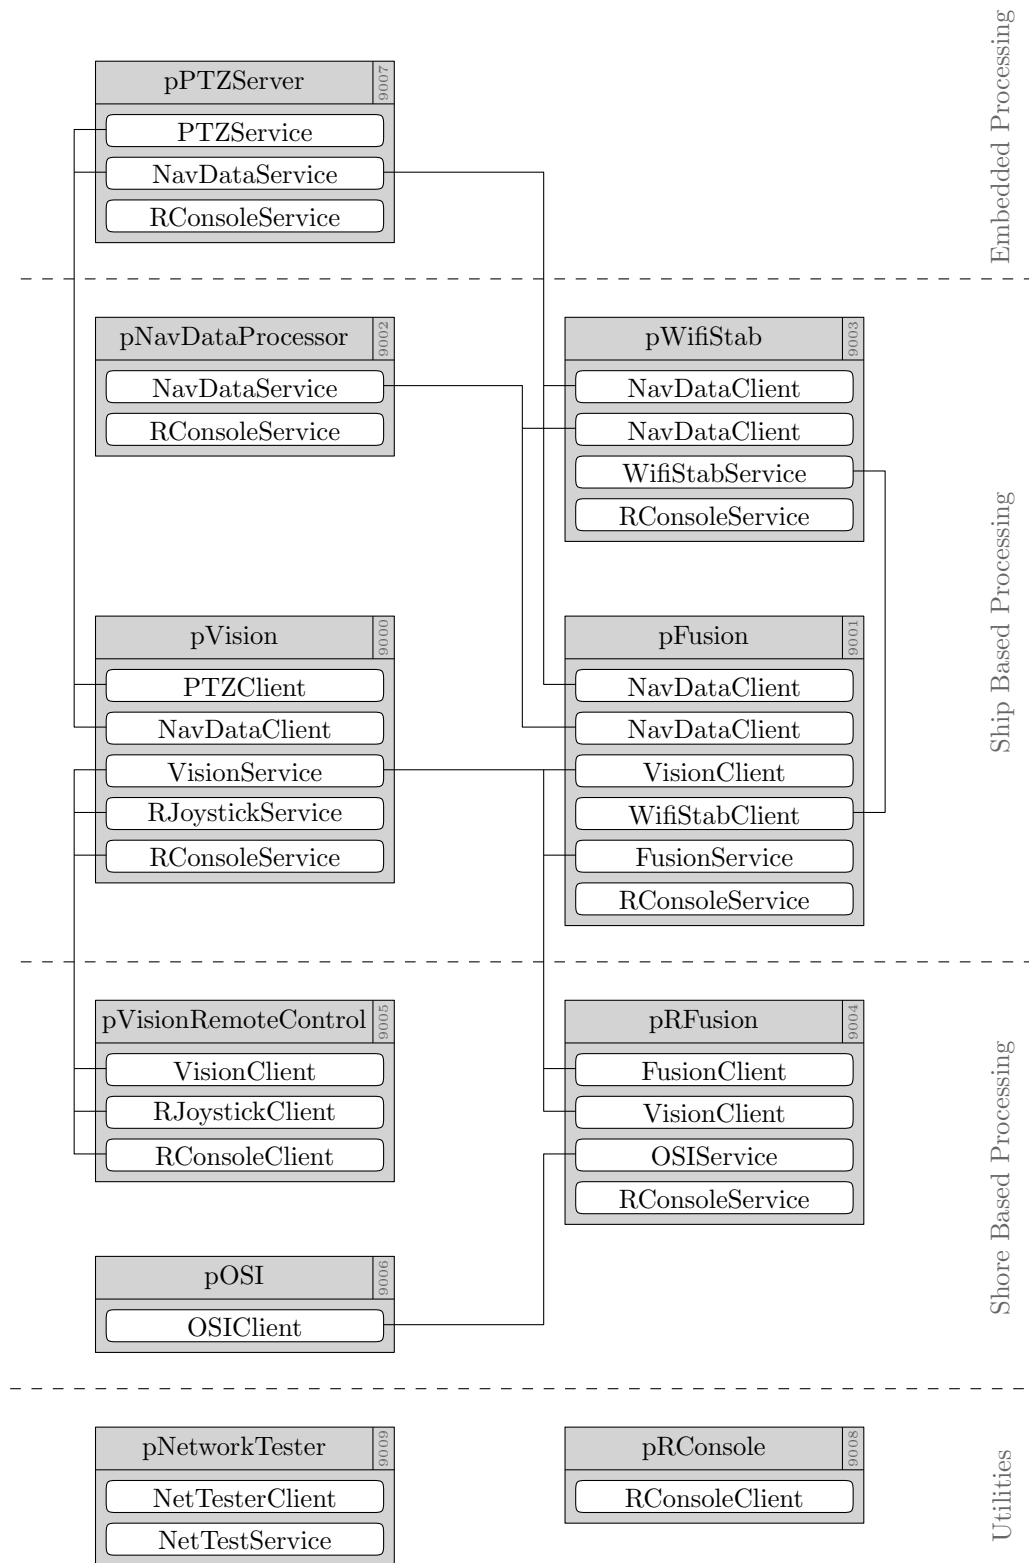 Embedded Processing
pPTZServer
9007
PTZService
NavDataService
RConsoleService
Ship Based Processing
pNavDataProcessor
9002
NavDataService
RConsoleService
pWifiStab
9003
NavDataClient
NavDataClient
WifiStabService
RConsoleService
pVision
9000
PTZClient
NavDataClient
VisionService
RJoystickService
RConsoleService
pFusion
9001
NavDataClient
NavDataClient
VisionClient
WifiStabClient
FusionService
RConsoleService
Shore Based Processing
pVisionRemoteControl
9005
VisionClient
RJoystickClient
RConsoleClient
pRFusion
9004
FusionClient
VisionClient
OSIService
RConsoleService
pOSI
9006
OSIClient
Utilities
pNetworkTester
9009
NetTesterClient
NetTestService
pRConsole
9008
RConsoleClient